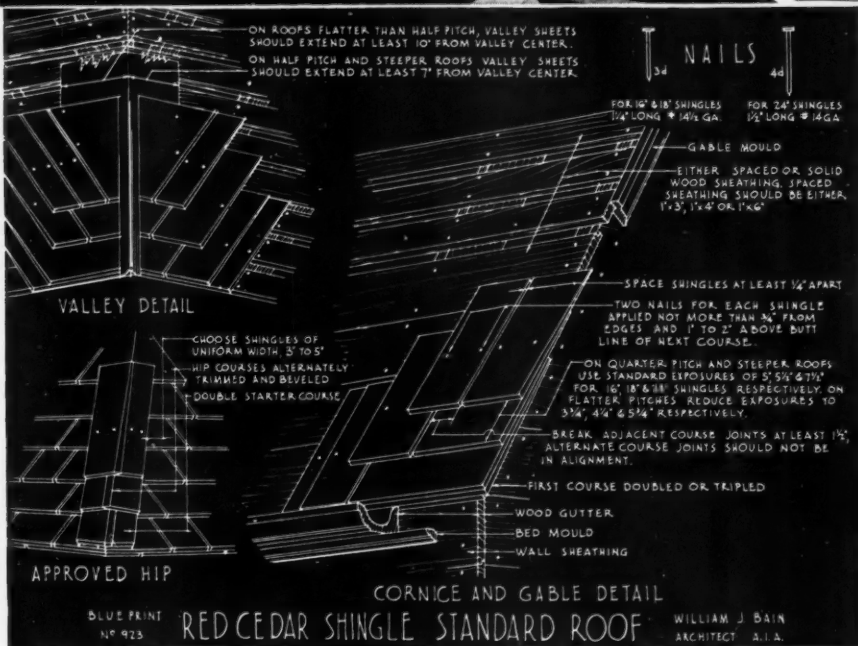 ON ROOFS FLATTER THAN HALF PITCH, VALLEY SHEETS
SHOULD EXTEND AT LEAST 10" FROM VALLEY CENTER.
ON HALF PITCH AND STEEPER ROOFS VALLEY SHEETS
SHOULD EXTEND AT LEAST 7" FROM VALLEY CENTER
NAILS
3d
4d
FOR 16" & 18" SHINGLES
1¼" LONG # 14½ GA.
FOR 24" SHINGLES
1½" LONG # 14 GA
GABLE MOULD
EITHER SPACED OR SOLID
WOOD SHEATHING, SPACED
SHEATHING SHOULD BE EITHER
1"x3", 1"x4" OR 1"x6"
VALLEY DETAIL
SPACE SHINGLES AT LEAST ¼" APART
TWO NAILS FOR EACH SHINGLE
APPLIED NOT MORE THAN ¾" FROM
EDGES AND 1" TO 2" ABOVE BUTT
LINE OF NEXT COURSE.
CHOOSE SHINGLES OF
UNIFORM WIDTH, 3" TO 5"
HIP COURSES ALTERNATELY
TRIMMED AND BEVELED
DOUBLE STARTER COURSE
ON QUARTER PITCH AND STEEPER ROOFS
USE STANDARD EXPOSURES OF 5", 5½" & 7½"
FOR 16", 18" & SHINGLES RESPECTIVELY. ON
FLATTER PITCHES REDUCE EXPOSURES TO
3¾", 4¼" & 5¾" RESPECTIVELY.
BREAK ADJACENT COURSE JOINTS AT LEAST 1½",
ALTERNATE COURSE JOINTS SHOULD NOT BE
IN ALIGNMENT.
FIRST COURSE DOUBLED OR TRIPLED
WOOD GUTTER
BED MOULD
WALL SHEATHING
APPROVED HIP
CORNICE AND GABLE DETAIL
BLUE PRINT
Nº 923
RED CEDAR SHINGLE STANDARD ROOF
WILLIAM J. BAIN
ARCHITECT A.I.A.